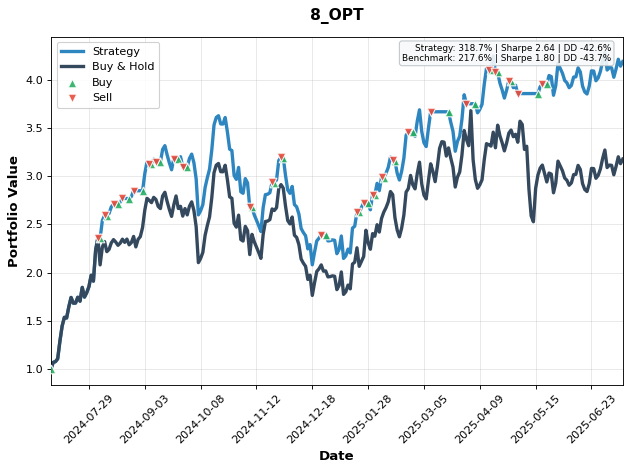 8_OPT
Strategy
Buy & Hold
Buy
Sell
Strategy: 318.7% | Sharpe 2.64 | DD -42.6%
Benchmark: 217.6% | Sharpe 1.80 | DD -43.7%
Portfolio Value
4.0
3.5
3.0
2.5
2.0
1.5
1.0
2024-07-29
2024-09-03
2024-10-08
2024-11-12
2024-12-18
2025-01-28
2025-03-05
2025-04-09
2025-05-15
2025-06-23
Date